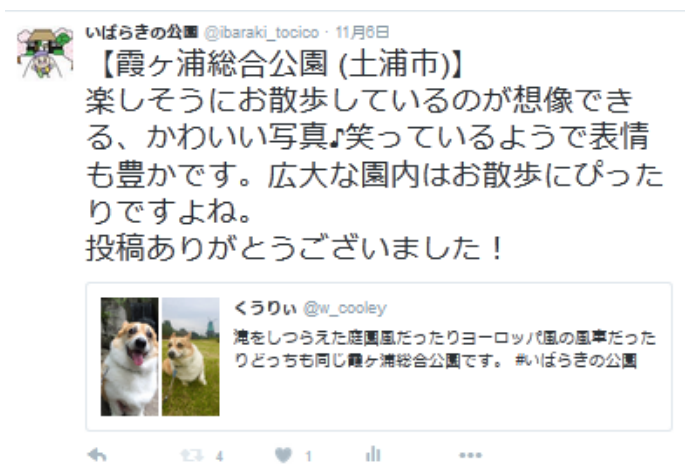 いばらきの公園 @ibaraki_tocico · 11月6日
【霞ヶ浦総合公園 (土浦市)】
楽しそうにお散歩しているのが想像でき
る、かわいい写真♪笑っているようで表情
も豊かです。広大な園内はお散歩にぴった
りですよね。
投稿ありがとうございました！
くうりぃ @w_cooley
滝をしつらえた庭園風だったりヨーロッパ風の風車だった
りどっちも同じ霞ヶ浦総合公園です。 #いばらきの公園
4 1